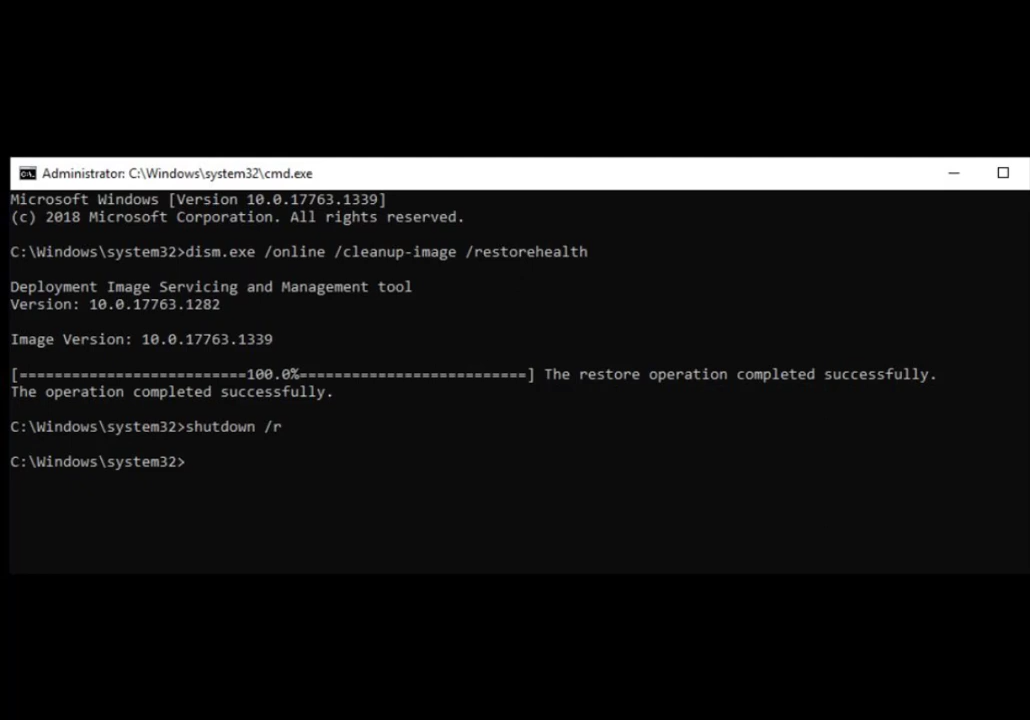 Administrator: C:\Windows\system32\cmd.exe
Microsoft Windows [Version 10.0.17763.1339]
(c) 2018 Microsoft Corporation. All rights reserved.
C:\Windows\system32>dism.exe /online /cleanup-image /restorehealth
Deployment Image Servicing and Management tool
Version: 10.0.17763.1282
Image Version: 10.0.17763.1339
[==========================100.0%==========================] The restore operation completed successfully.
The operation completed successfully.
C:\Windows\system32>shutdown /r
C:\Windows\system32>